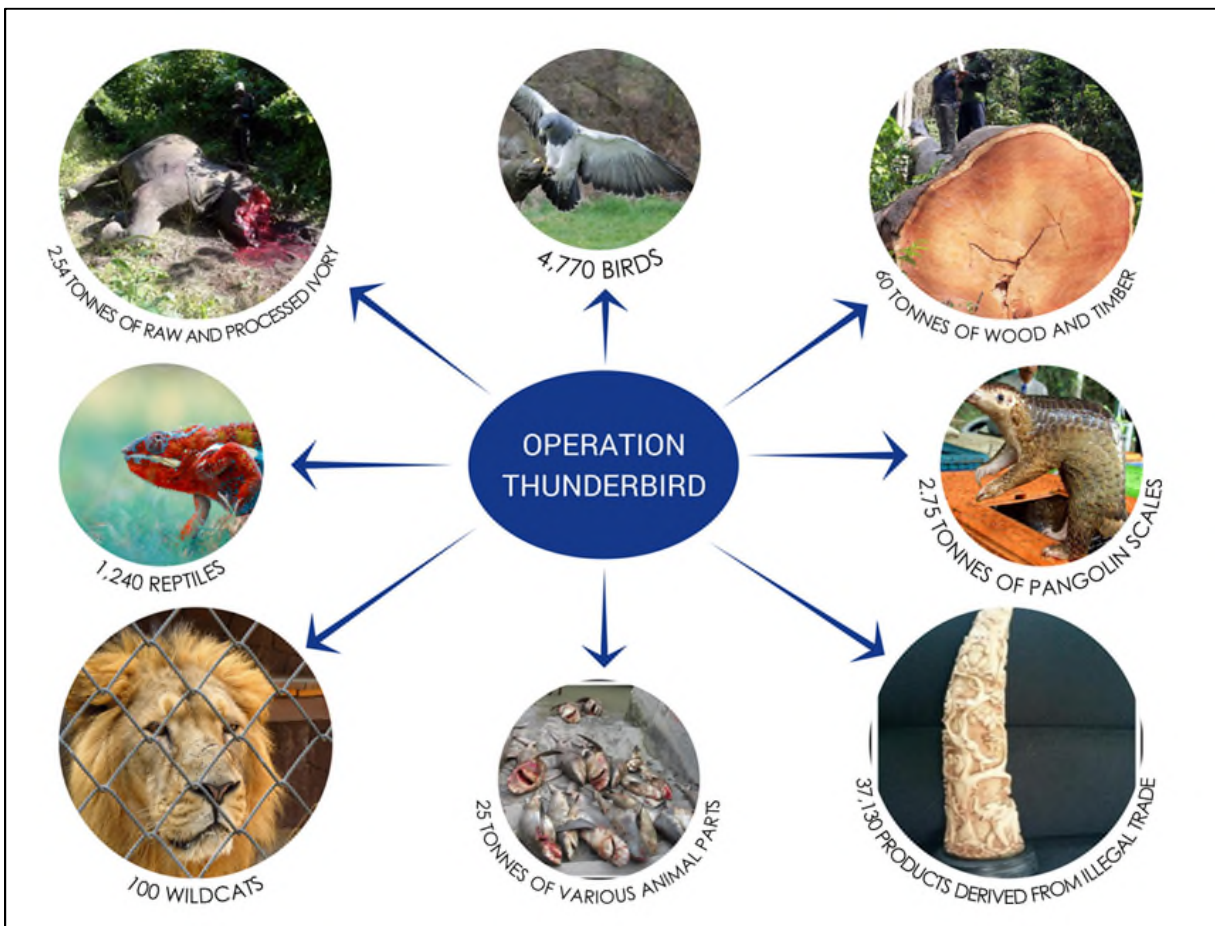 2.54 TONNES OF RAW AND PROCESSED IVORY
4,770 BIRDS
60 TONNES OF WOOD AND TIMBER
1,240 REPTILES
OPERATION
THUNDERBIRD
2.75 TONNES OF PANGOLIN SCALES
100 WILDCATS
25 TONNES OF VARIOUS ANIMAL PARTS
37,130 PRODUCTS DERIVED FROM ILLEGAL TRADE